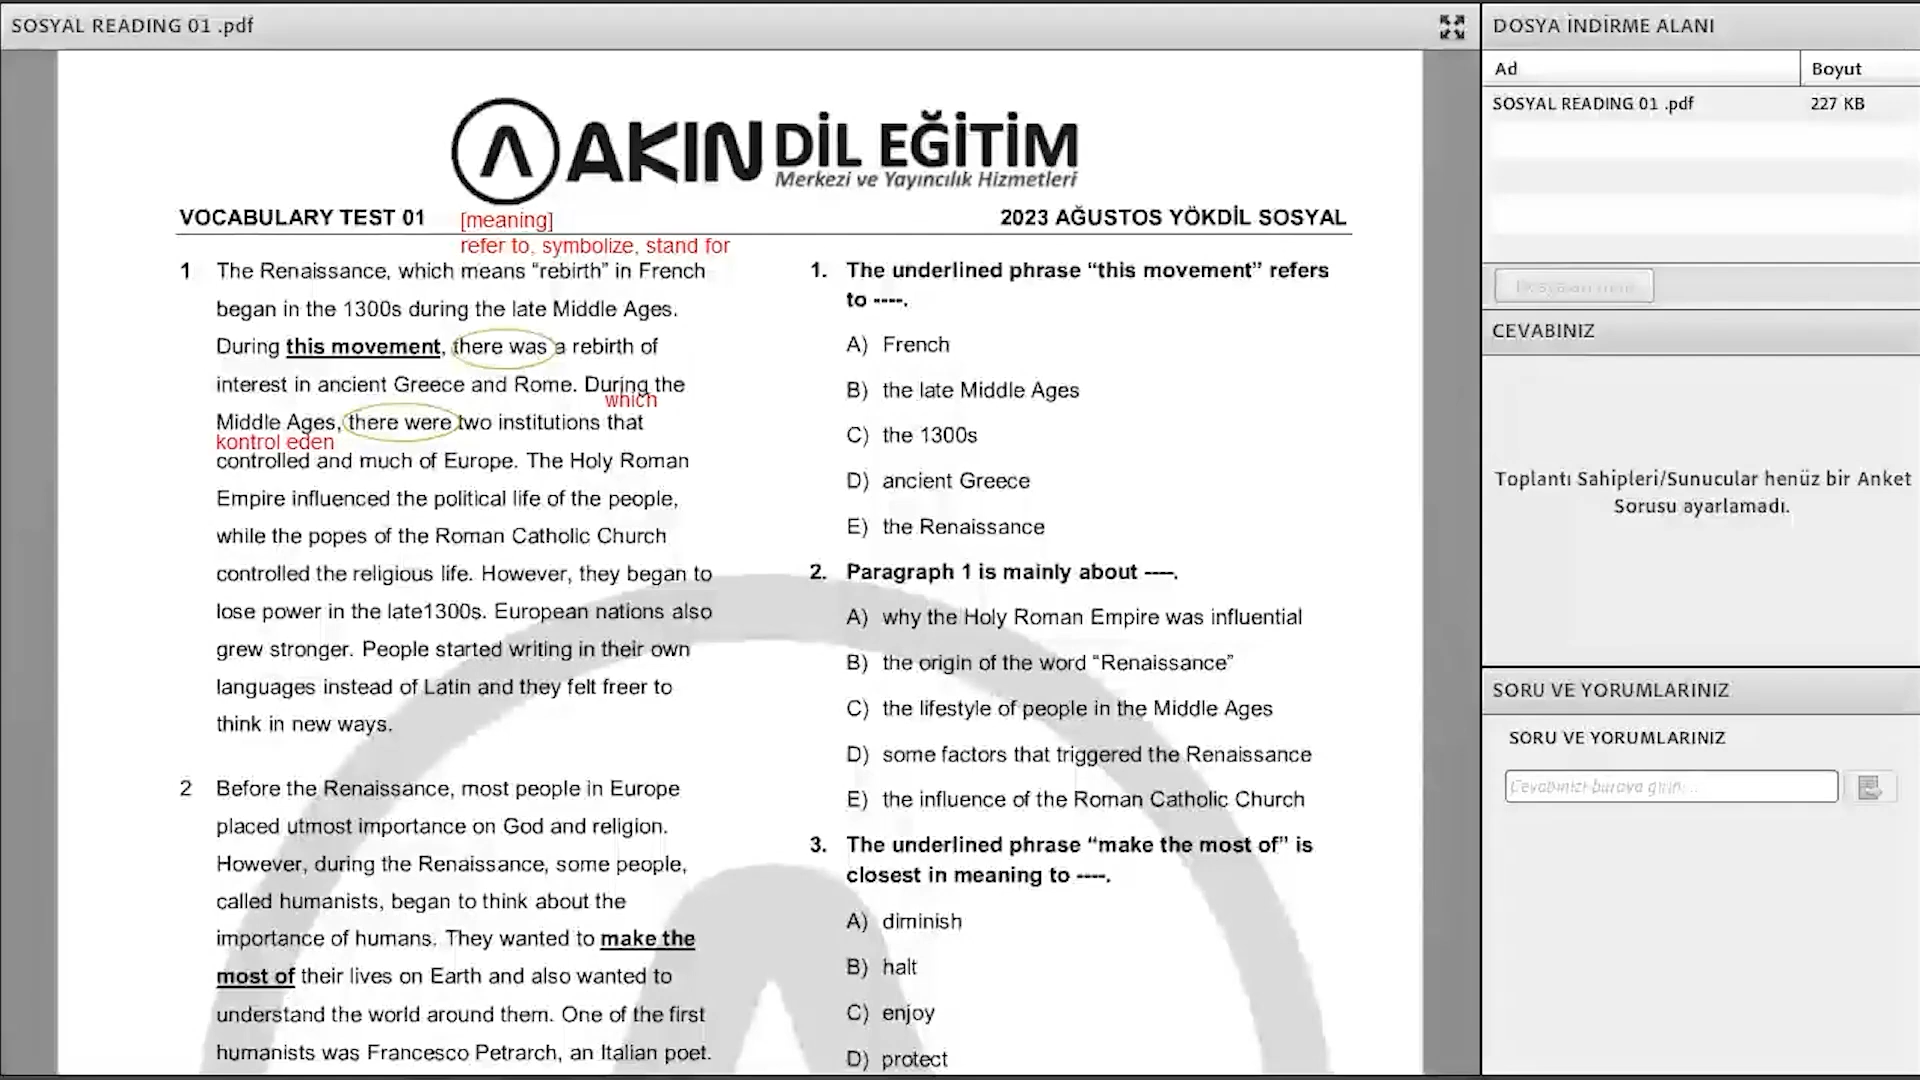 SOSYAL READING 01 .pdf
AKIN DİL EĞİTİM
Merkezi ve Yayıncılık Hizmetleri
VOCABULARY TEST 01
[meaning]
2023 AĞUSTOS YÖKDİL SOSYAL
refer to, symbolize, stand for
1 The Renaissance, which means “rebirth” in French
began in the 1300s during the late Middle Ages.
During this movement, there was a rebirth of
interest in ancient Greece and Rome. During the
which
Middle Ages, there were two institutions that
kontrol eden
controlled and much of Europe. The Holy Roman
Empire influenced the political life of the people,
while the popes of the Roman Catholic Church
controlled the religious life. However, they began to
lose power in the late1300s. European nations also
grew stronger. People started writing in their own
languages instead of Latin and they felt freer to
think in new ways.
2 Before the Renaissance, most people in Europe
placed utmost importance on God and religion.
However, during the Renaissance, some people,
called humanists, began to think about the
importance of humans. They wanted to make the
most of their lives on Earth and also wanted to
understand the world around them. One of the first
humanists was Francesco Petrarch, an Italian poet.
1. The underlined phrase “this movement” refers
to ----.
A) French
B) the late Middle Ages
C) the 1300s
D) ancient Greece
E) the Renaissance
2. Paragraph 1 is mainly about ----.
A) why the Holy Roman Empire was influential
B) the origin of the word “Renaissance”
C) the lifestyle of people in the Middle Ages
D) some factors that triggered the Renaissance
E) the influence of the Roman Catholic Church
3. The underlined phrase “make the most of” is
closest in meaning to ----.
A) diminish
B) halt
C) enjoy
D) protect
DOSYA İNDİRME ALANI
Ad Boyut
SOSYAL READING 01 .pdf 227 KB
CEVABINIZ
Toplantı Sahipleri/Sunucular henüz bir Anket
Sorusu ayarlamadı.
SORU VE YORUMLARINIZ
SORU VE YORUMLARINIZ
Cevabınızı buraya girin...